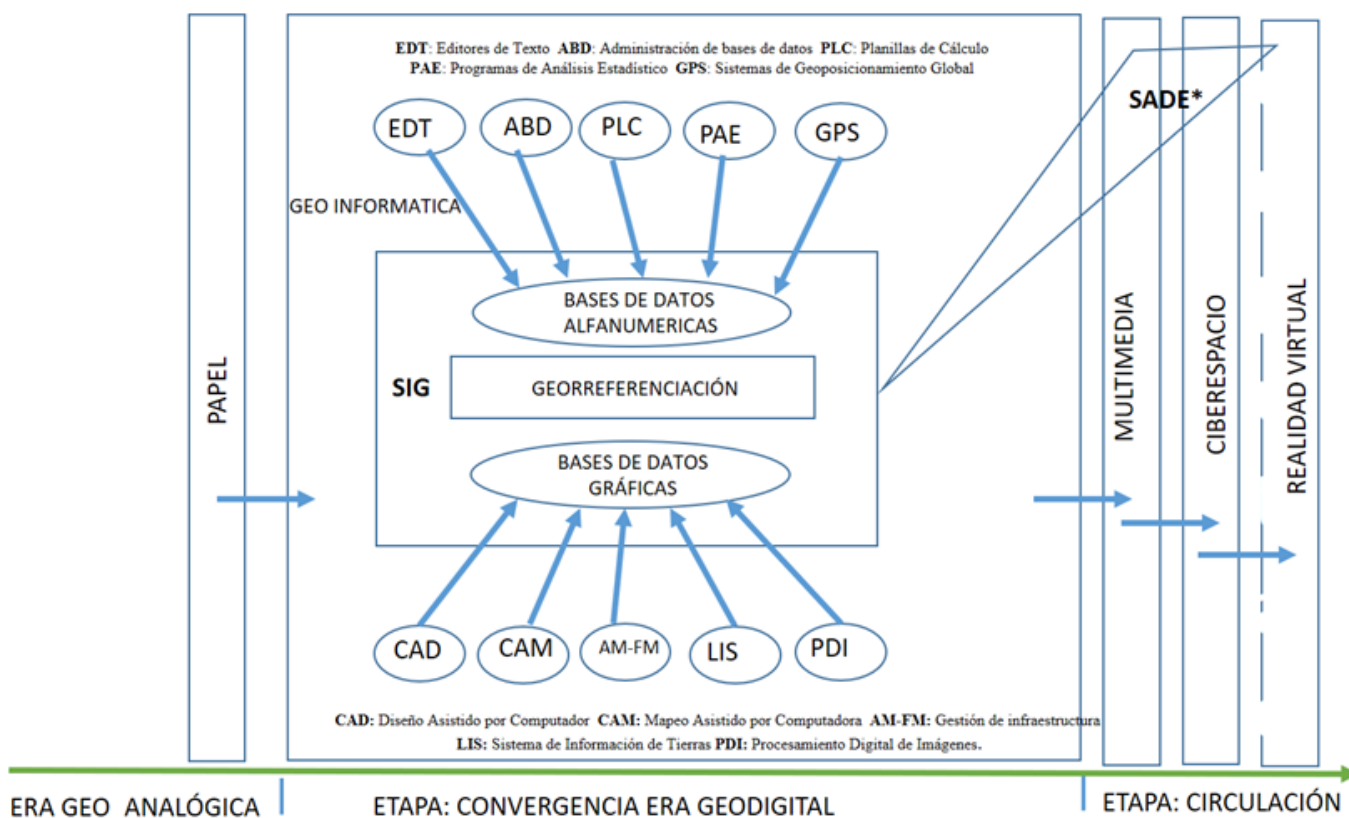 EDT: Editores de Texto ABD: Administración de bases de datos PLC: Planillas de Cálculo
PAE: Programas de Análisis Estadístico GPS: Sistemas de Geoposicionamiento Global
SADE*
EDT
ABD
PLC
PAE
GPS
GEO INFORMATICA
BASES DE DATOS
ALFANUMERICAS
SIG
GEORREFERENCIACIÓN
BASES DE DATOS
GRÁFICAS
PAPEL
MULTIMEDIA
CIBERESPACIO
REALIDAD VIRTUAL
CAD
CAM
AM-FM
LIS
PDI
CAD: Diseño Asistido por Computador CAM: Mapeo Asistido por Computadora AM-FM: Gestión de infraestructura
LIS: Sistema de Información de Tierras PDI: Procesamiento Digital de Imágenes.
ERA GEO ANALÓGICA
ETAPA: CONVERGENCIA ERA GEODIGITAL
ETAPA: CIRCULACIÓN